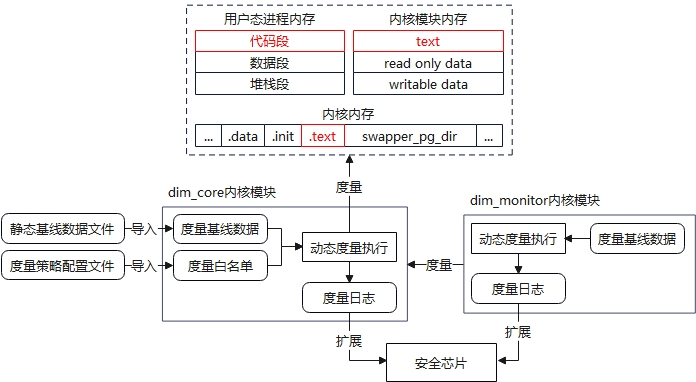 用户态进程内存
内核模块内存
代码段
text
数据段
read only data
堆栈段
writable data
内核内存
... .data .init .text swapper_pg_dir ...
度量
dim_core内核模块
dim_monitor内核模块
静态基线数据文件
导入
度量基线数据
动态度量执行
动态度量执行
度量基线数据
度量策略配置文件
导入
度量白名单
度量
度量日志
度量日志
扩展
扩展
安全芯片